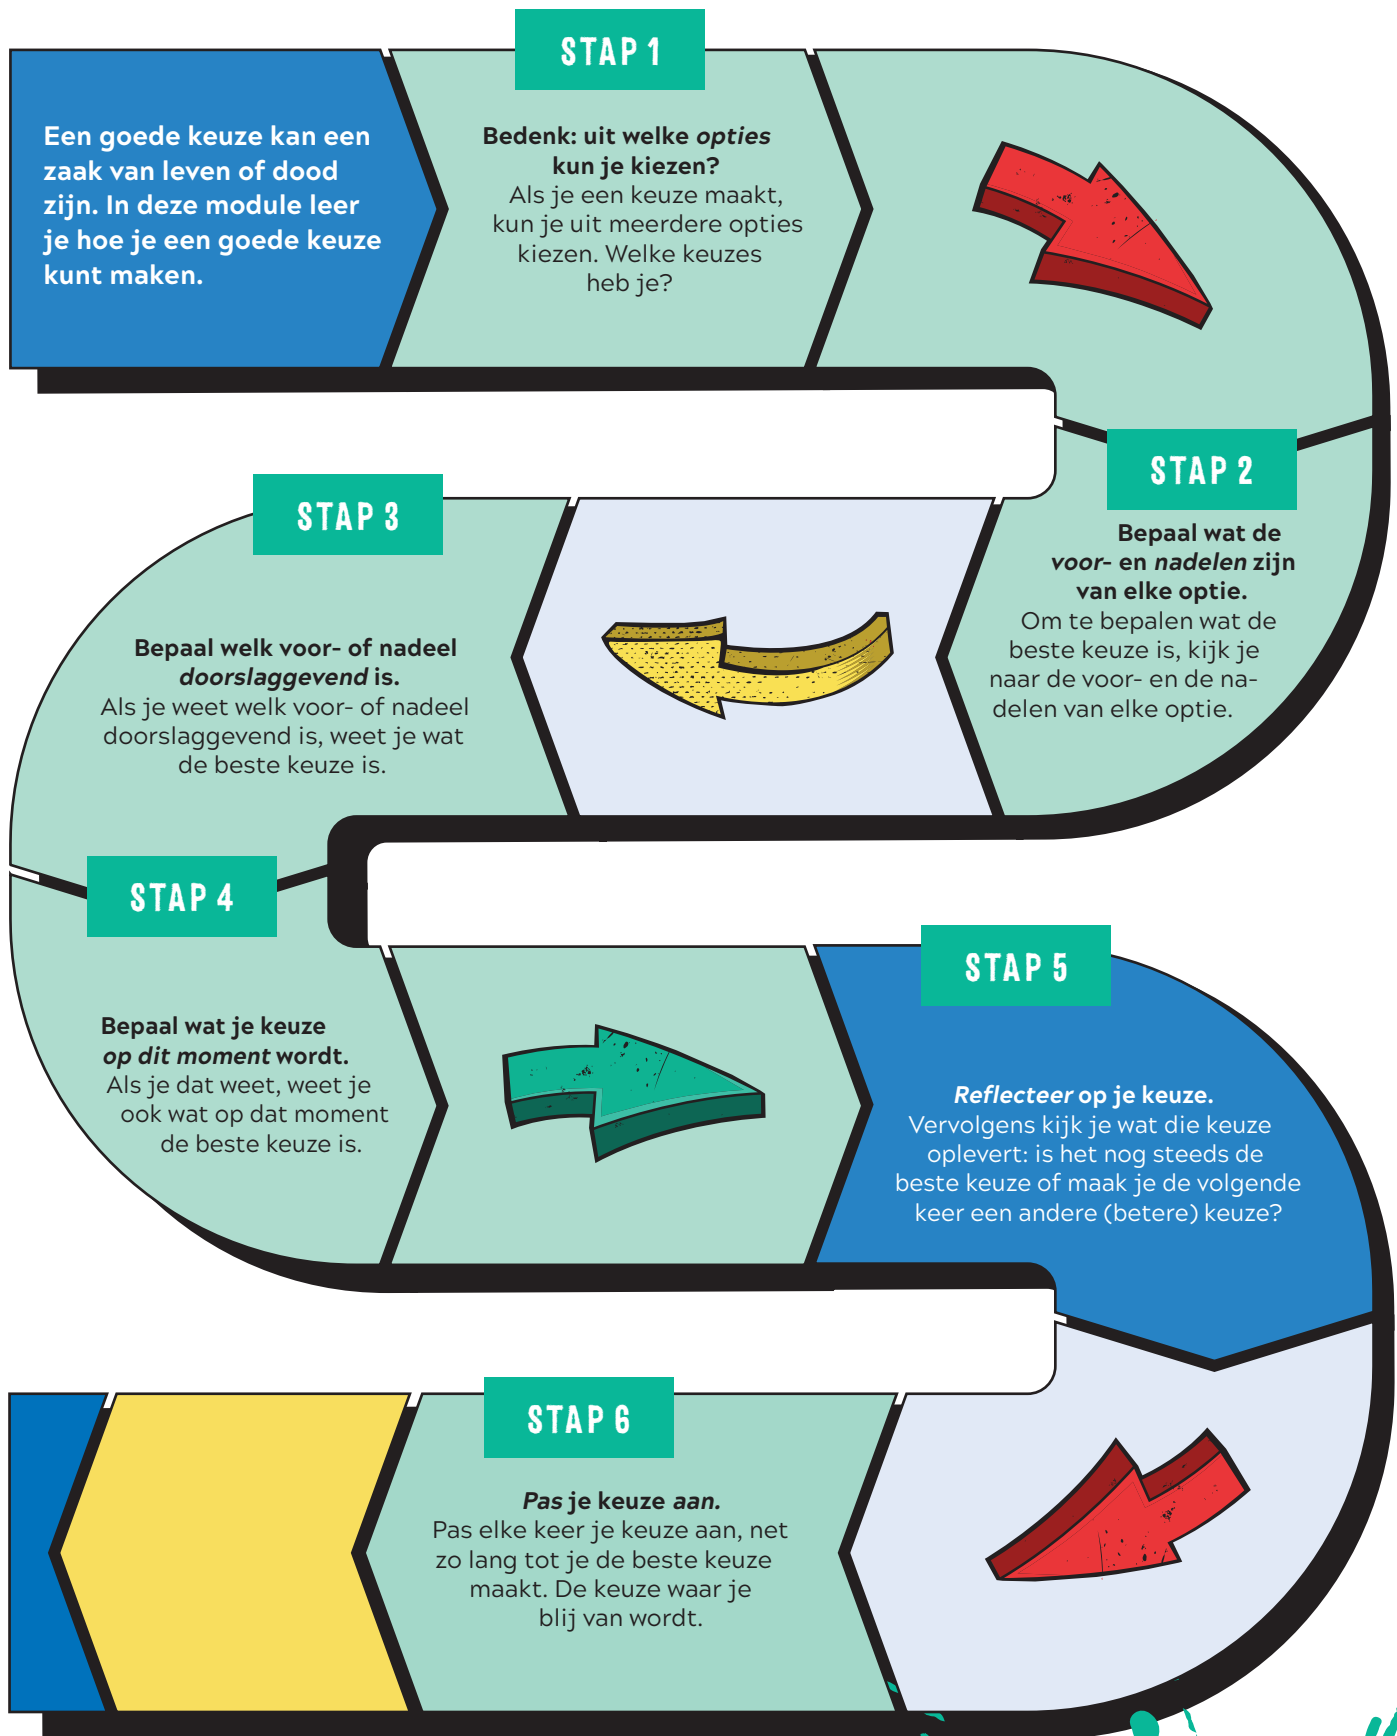 Een goede keuze kan een
zaak van leven of dood
zijn. In deze module leer
je hoe je een goede keuze
kunt maken.
STAP 1
Bedenk: uit welke opties
kun je kiezen?
Als je een keuze maakt,
kun je uit meerdere opties
kiezen. Welke keuzes
heb je?
STAP 2
Bepaal wat de
voor- en nadelen zijn
van elke optie.
Om te bepalen wat de
beste keuze is, kijk je
naar de voor- en de na-
delen van elke optie.
STAP 3
Bepaal welk voor- of nadeel
doorslaggevend is.
Als je weet welk voor- of nadeel
doorslaggevend is, weet je wat
de beste keuze is.
STAP 4
Bepaal wat je keuze
op dit moment wordt.
Als je dat weet, weet je
ook wat op dat moment
de beste keuze is.
STAP 5
Reflecteer op je keuze.
Vervolgens kijk je wat die keuze
oplevert: is het nog steeds de
beste keuze of maak je de volgende
keer een andere (betere) keuze?
STAP 6
Pas je keuze aan.
Pas elke keer je keuze aan, net
zo lang tot je de beste keuze
maakt. De keuze waar je
blij van wordt.